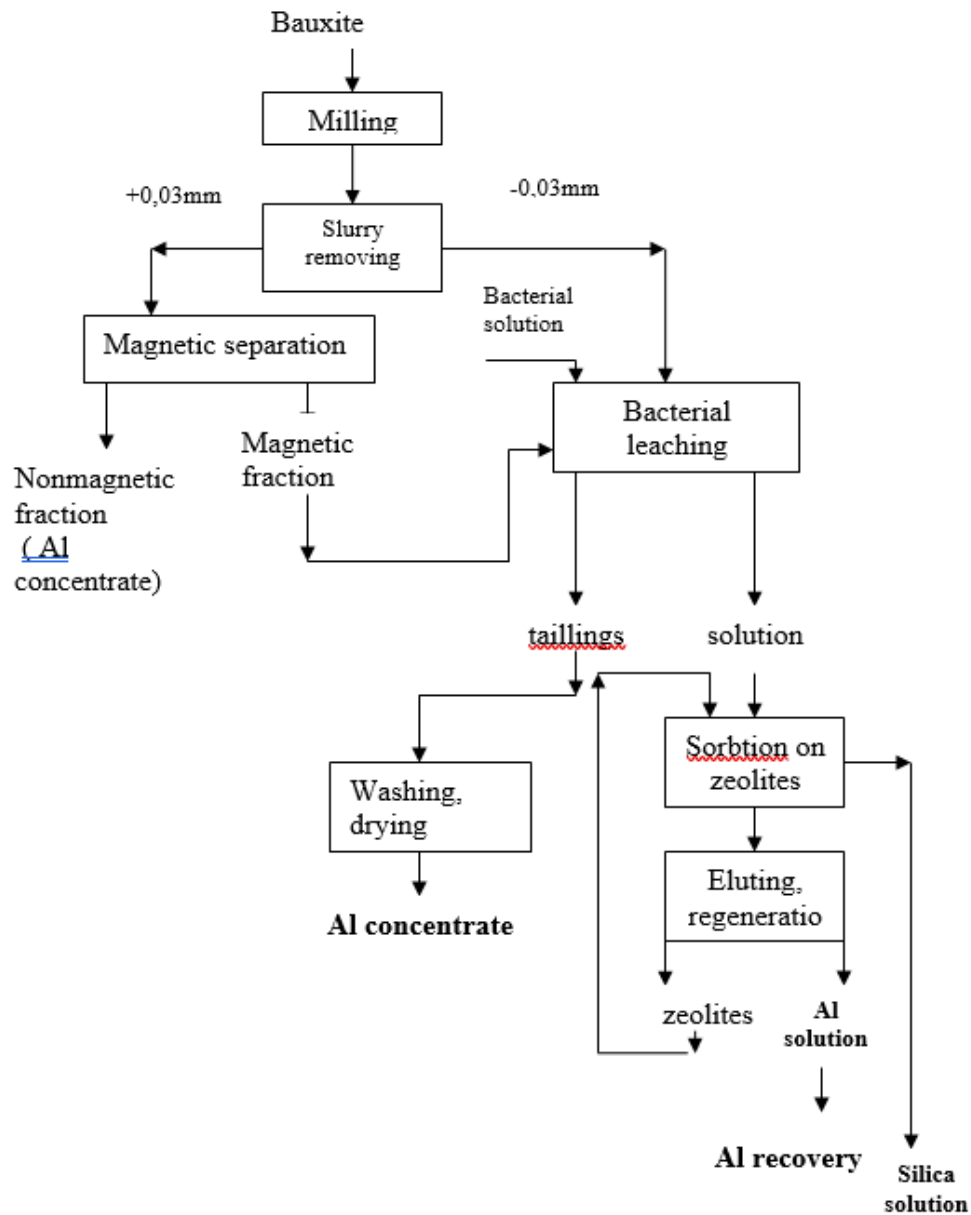 Bauxite
Milling
+0,03mm
-0,03mm
Slurry
removing
Bacterial
solution
Magnetic separation
Bacterial
leaching
Magnetic
fraction
Nonmagnetic
fraction
( Al
concentrate)
taillings
solution
Sorbtion on
zeolites
Washing,
drying
Eluting,
regeneratio
Al concentrate
zeolites
Al
solution
Al recovery
Silica
solution